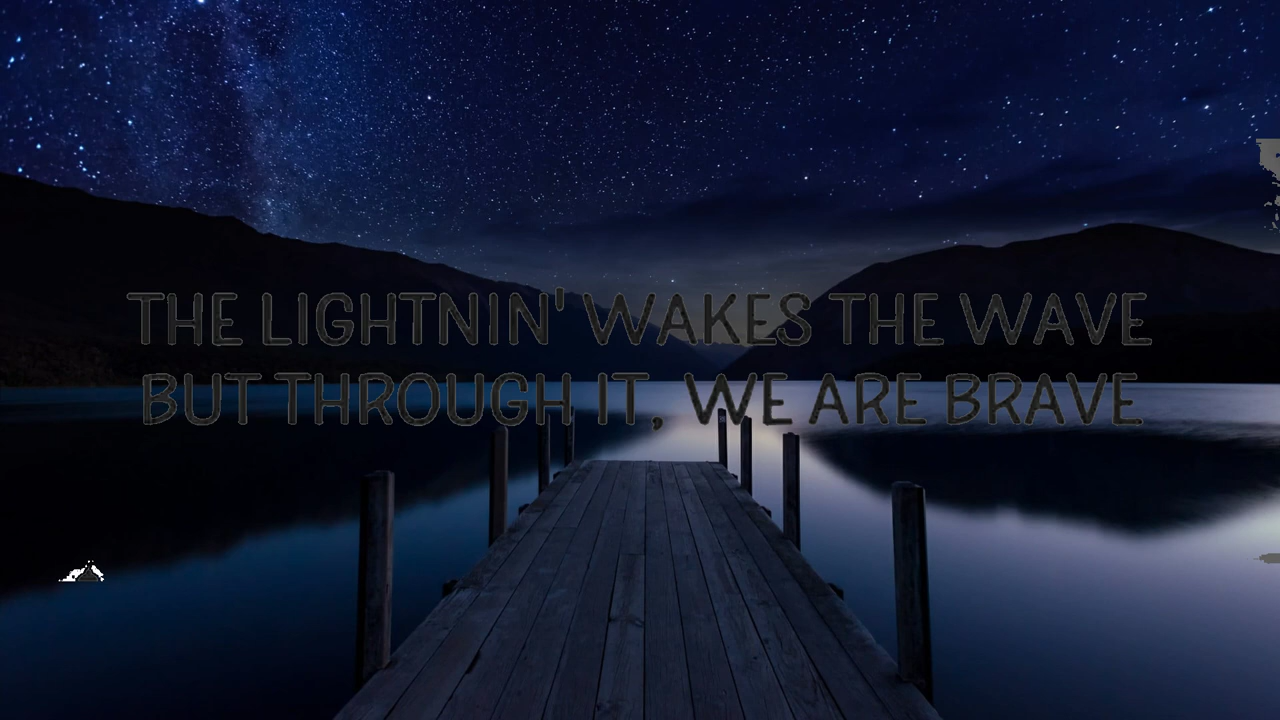 THE LIGHTNIN' WAKES THE WAVE
BUT THROUGH IT, WE ARE BRAVE